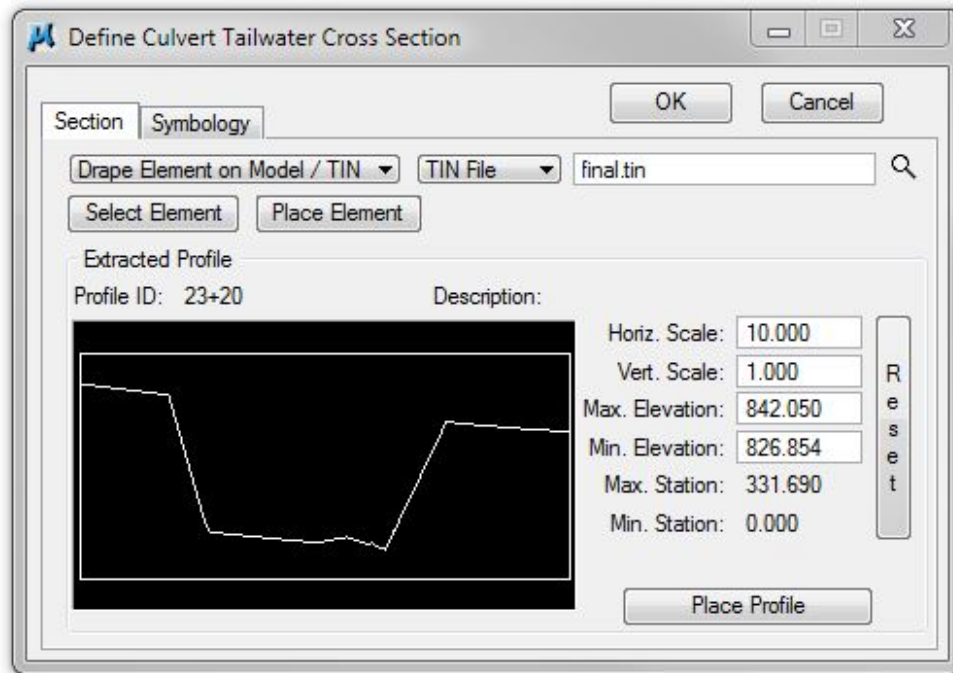 Define Culvert Tailwater Cross Section
OK Cancel
Section Symbology
Drape Element on Model / TIN TIN File final.tin
Select Element Place Element
Extracted Profile
Profile ID: 23+20 Description:
Horiz. Scale: 10.000
Vert. Scale: 1.000
Max. Elevation: 842.050
Min. Elevation: 826.854
Max. Station: 331.690
Min. Station: 0.000
Reset
Place Profile